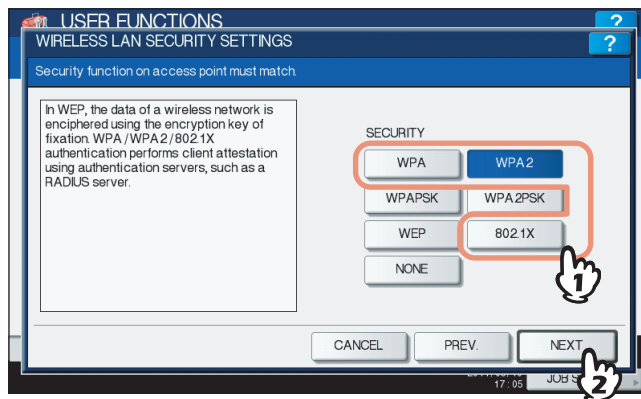 USER FUNCTIONS
?
WIRELESS LAN SECURITY SETTINGS
?
Security function on access point must match.
In WEP, the data of a wireless network is
enciphered using the encryption key of
fixation. WPA/WPA2/802.1X
authentication performs client attestation
using authentication servers, such as a
RADIUS server.
SECURITY
WPA
WPA2
WPAPSK
WPA2PSK
WEP
802.1X
NONE
1
CANCEL
PREV.
NEXT
2
17:05
JOB